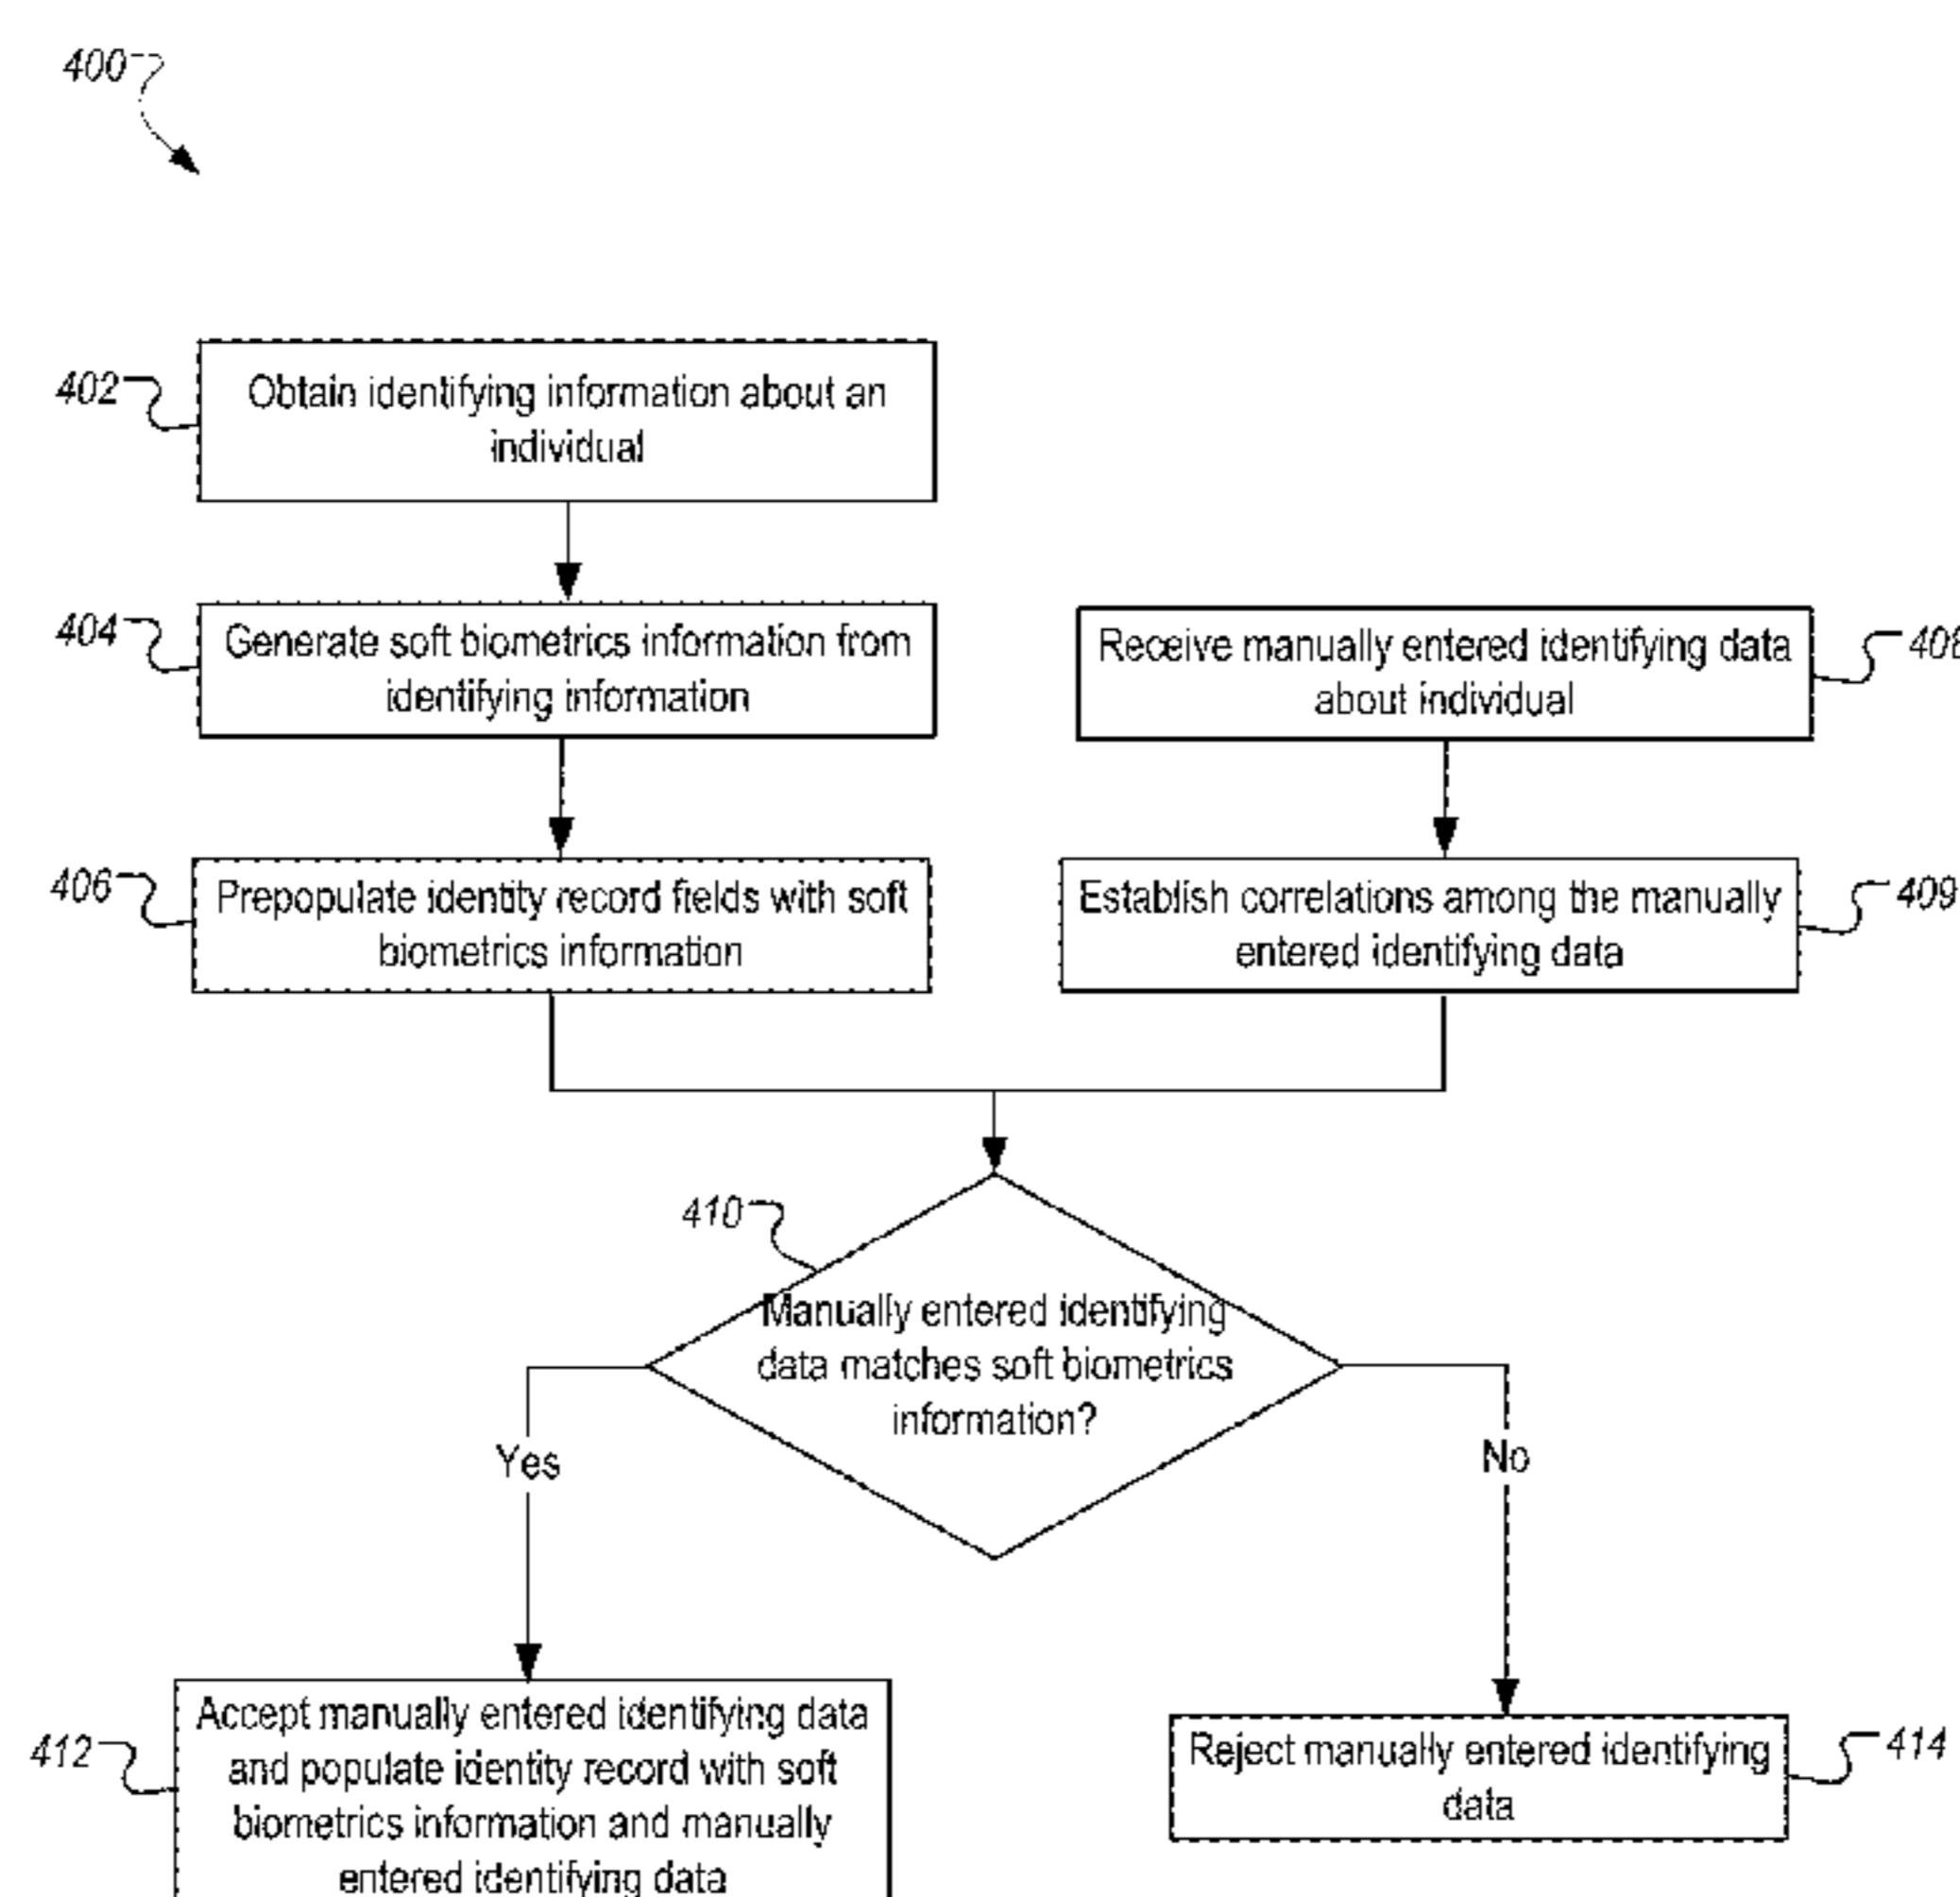 400
402
Obtain identifying information about an
individual
404
Generate soft biometrics information from
identifying information
Receive manually entered identifying data
about individual
408
406
Prepopulate identity record fields with soft
biometrics information
Establish correlations among the manually
entered identifying data
409
410
Manually entered identifying
data matches soft biometrics
information?
Yes
No
412
Accept manually entered identifying data
and populate identity record with soft
biometrics information and manually
entered identifying data
Reject manually entered identifying
data
414